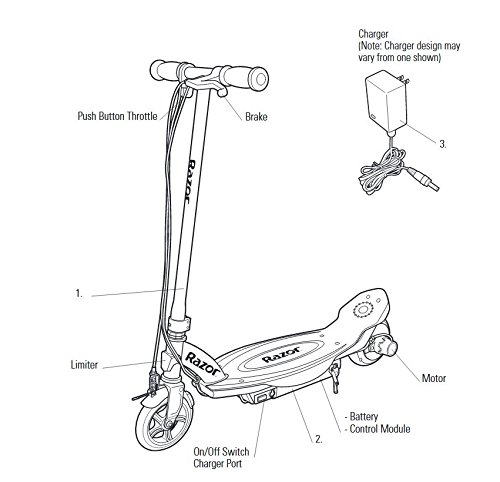 Charger
(Note: Charger design may
vary from one shown)
Push Button Throttle
Brake
3.
Razor
1.
Limiter
Razor
Razor
Motor
- Battery
- Control Module
2.
On/Off Switch
Charger Port